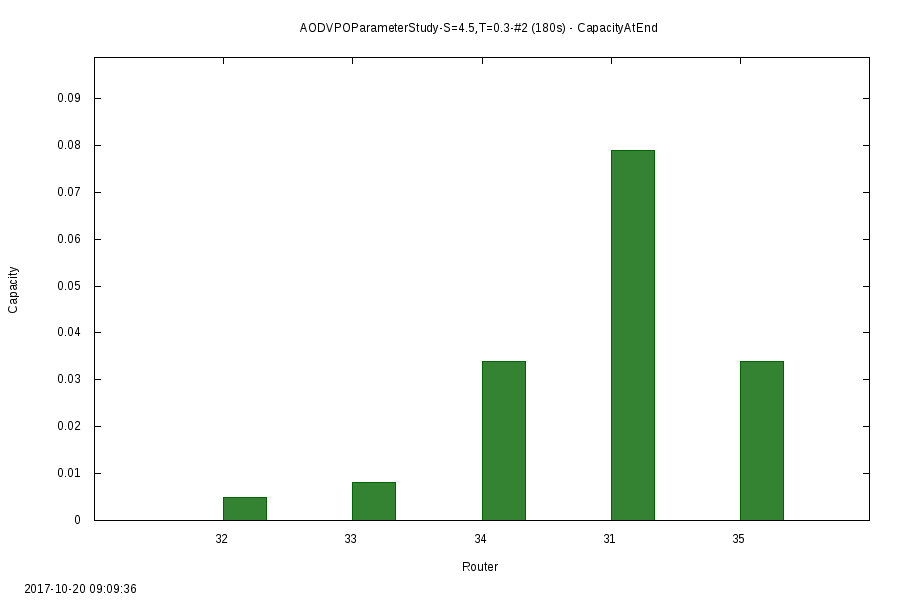 AODVPOParameterStudy-S=4.5,T=0.3-#2 (180s) - CapacityAtEnd
0.09
0.08
0.07
0.06
0.05
0.04
0.03
0.02
0.01
0
Capacity
32 33 34 31 35
Router
2017-10-20 09:09:36